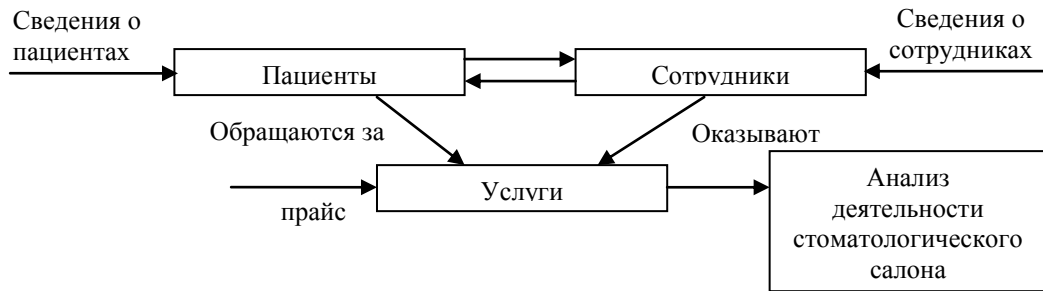 Сведения о
пациентах
Сведения о
сотрудниках
Пациенты
Сотрудники
Обращаются за
Оказывают
прайс
Услуги
Анализ
деятельности
стоматологического
салона